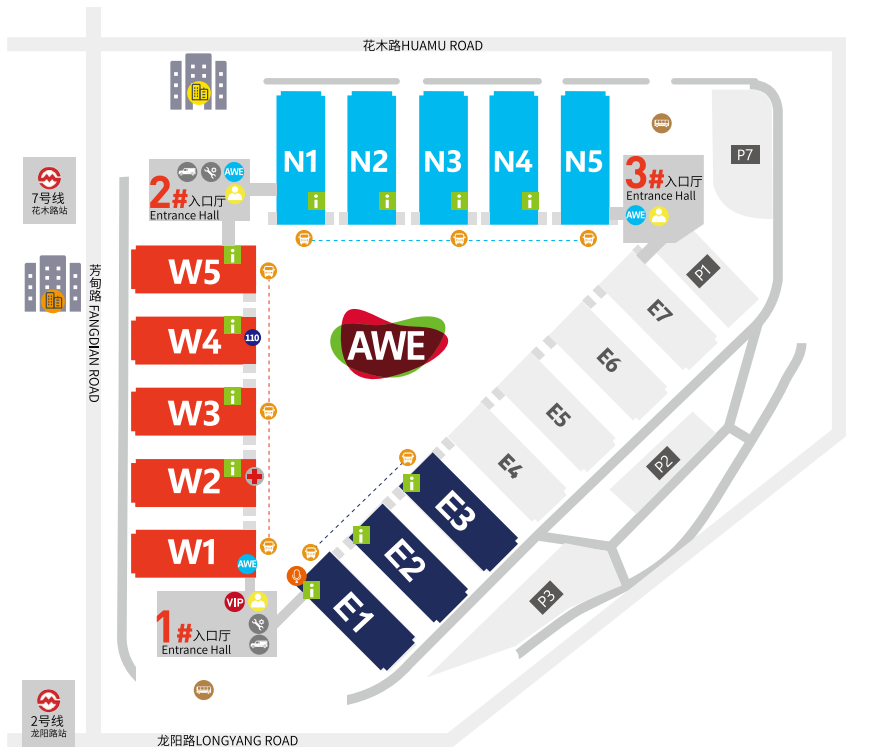 花木路HUAMU ROAD
N1
N2
N3
N4
N5
P7
7号线
花木路站
AWE
2#入口厅
Entrance Hall
3#入口厅
Entrance Hall
AWE
芳甸路 FANGDIAN ROAD
W5
W4
110
W3
W2
W1
AWE
AWE
P1
E7
E6
E5
E4
E3
E2
E1
P2
P3
VIP
1#入口厅
Entrance Hall
2号线
龙阳路站
龙阳路LONGYANG ROAD